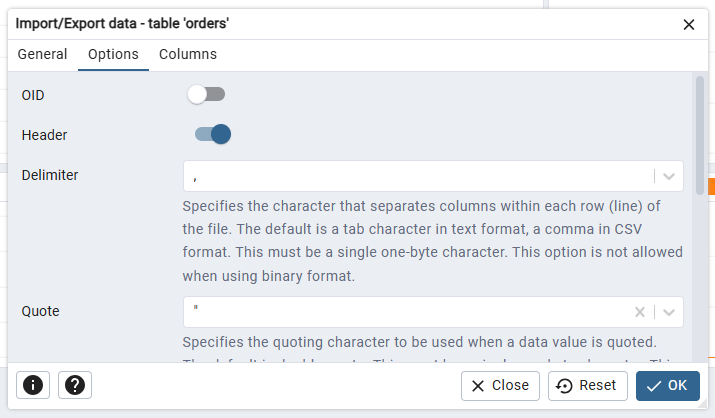 Import/Export data - table 'orders'
General Options Columns
OID
Header
Delimiter
,
Specifies the character that separates columns within each row (line) of
the file. The default is a tab character in text format, a comma in CSV
format. This must be a single one-byte character. This option is not allowed
when using binary format.
Quote
"
Specifies the quoting character to be used when a data value is quoted.
Close Reset OK